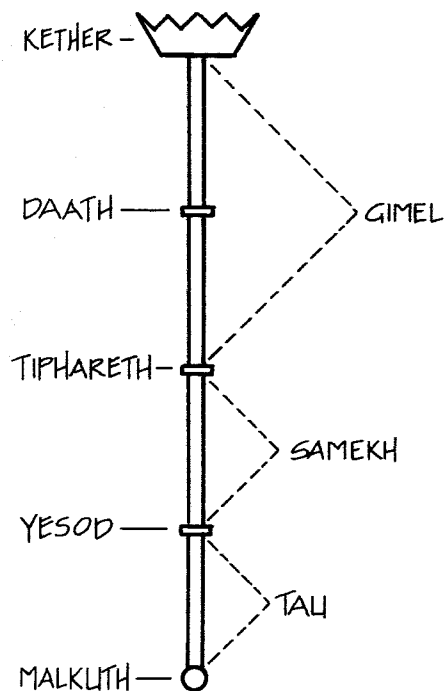 KETHER
DAATH
GIMEL
TIPHARETH
SAMEKH
YESOD
TAU
MALKUTH